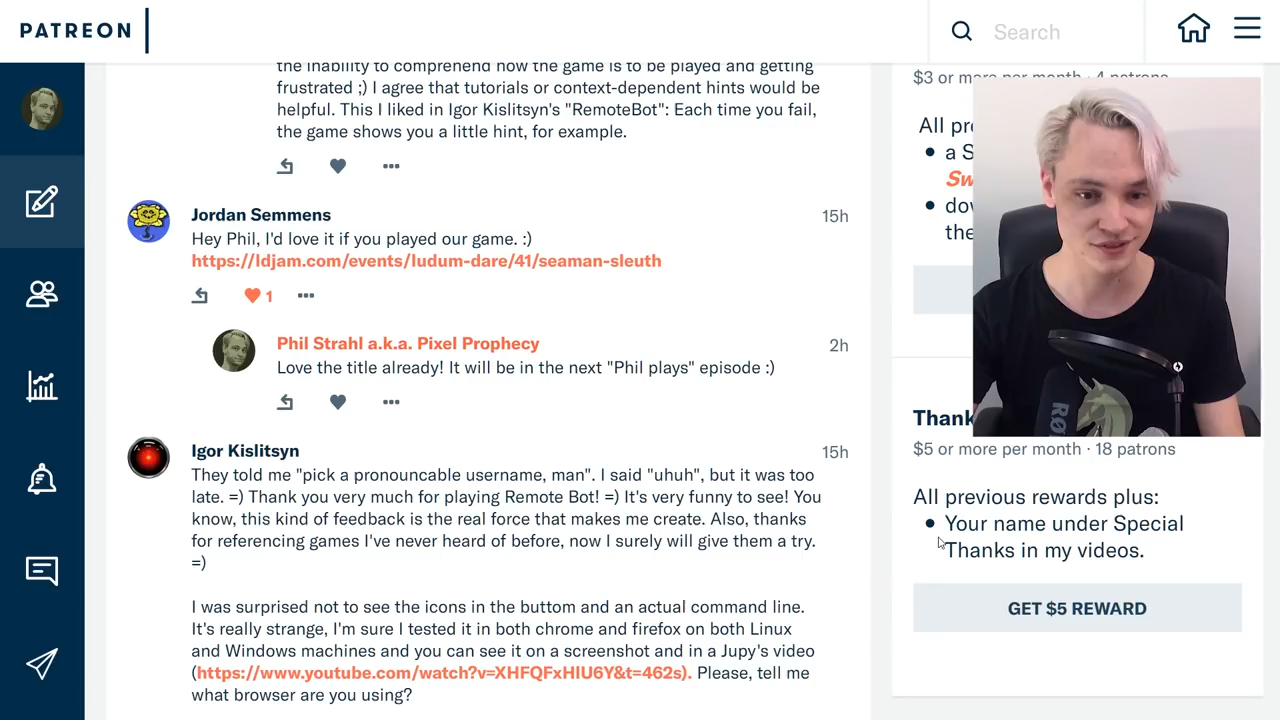 PATREON
Search
the inability to comprehend how the game is to be played and getting
frustrated ;) I agree that tutorials or context-dependent hints would be
helpful. This I liked in Igor Kislitsyn's "RemoteBot": Each time you fail,
the game shows you a little hint, for example.
Jordan Semmens
15h
Hey Phil, I'd love it if you played our game. :)
https://ldjam.com/events/ludum-dare/41/seaman-sleuth
1
Phil Strahl a.k.a. Pixel Prophecy
2h
Love the title already! It will be in the next "Phil plays" episode :)
Igor Kislitsyn
15h
They told me "pick a pronouncable username, man". I said "uhuh", but it was too
late. =) Thank you very much for playing Remote Bot! =) It's very funny to see! You
know, this kind of feedback is the real force that makes me create. Also, thanks
for referencing games I've never heard of before, now I surely will give them a try.
=)
I was surprised not to see the icons in the buttom and an actual command line.
It's really strange, I'm sure I tested it in both chrome and firefox on both Linux
and Windows machines and you can see it on a screenshot and in a Jupy's video
(https://www.youtube.com/watch?v=XHFQFxHIU6Y&t=462s). Please, tell me
what browser are you using?
$3 or more per month · 4 patrons
All pr
a S
Sw
dov
the
Thank
$5 or more per month · 18 patrons
All previous rewards plus:
Your name under Special
Thanks in my videos.
GET $5 REWARD
RØ